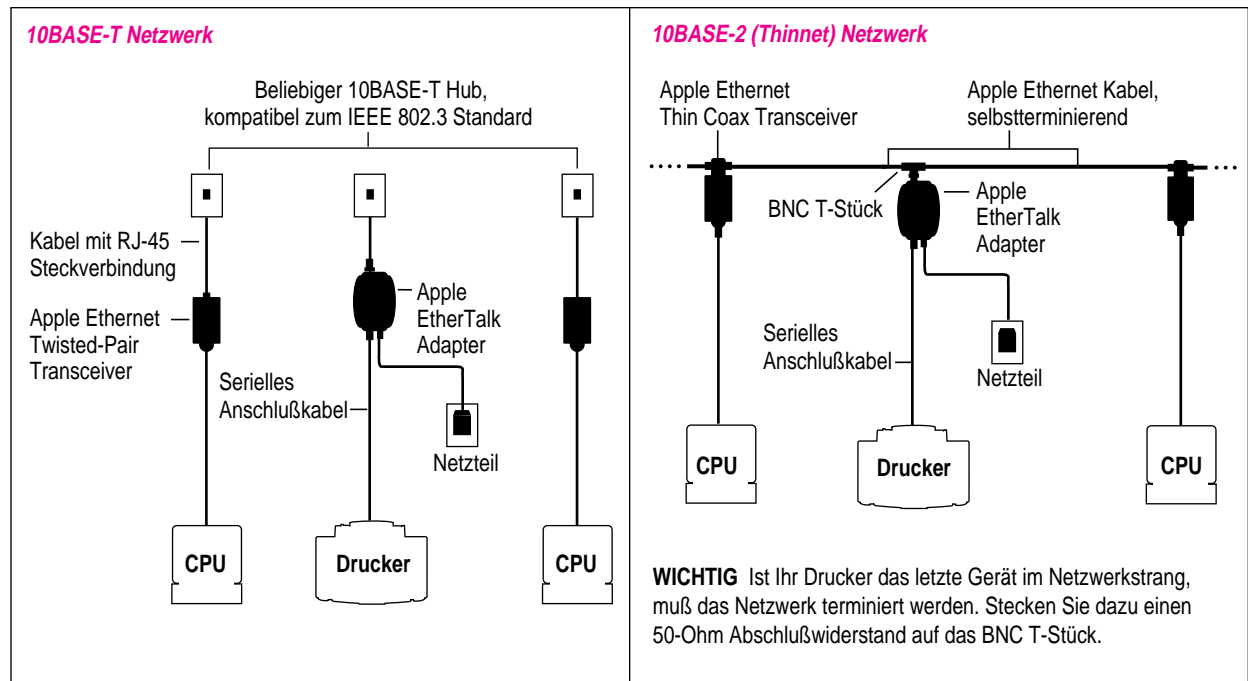 10BASE-T Netzwerk
Beliebiger 10BASE-T Hub,
kompatibel zum IEEE 802.3 Standard
Kabel mit RJ-45
Steckverbindung
Apple Ethernet
Twisted-Pair
Transceiver
Apple
EtherTalk
Adapter
Serielles
Anschlußkabel
Netzteil
CPU
Drucker
CPU
10BASE-2 (Thinnet) Netzwerk
Apple Ethernet
Thin Coax Transceiver
Apple Ethernet Kabel,
selbstterminierend
BNC T-Stück
Apple
EtherTalk
Adapter
Serielles
Anschlußkabel
Netzteil
CPU
Drucker
CPU
WICHTIG Ist Ihr Drucker das letzte Gerät im Netzwerkstrang,
muß das Netzwerk terminiert werden. Stecken Sie dazu einen
50-Ohm Abschlußwiderstand auf das BNC T-Stück.